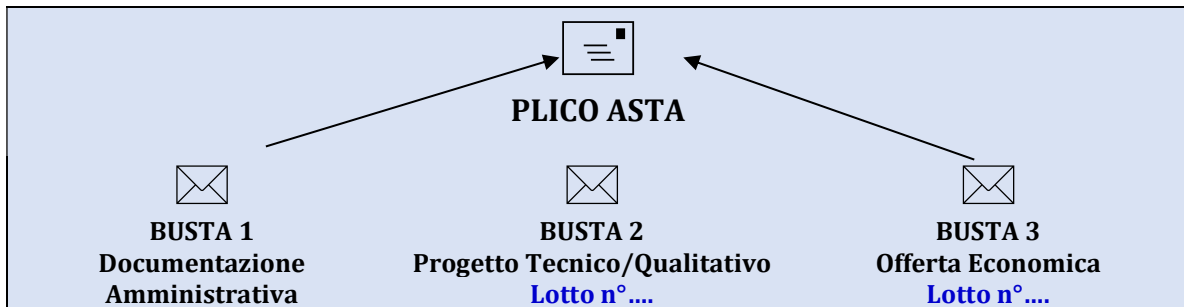 PLICO ASTA
BUSTA 1
Documentazione
Amministrativa
BUSTA 2
Progetto Tecnico/Qualitativo
Lotto n°....
BUSTA 3
Offerta Economica
Lotto n°....